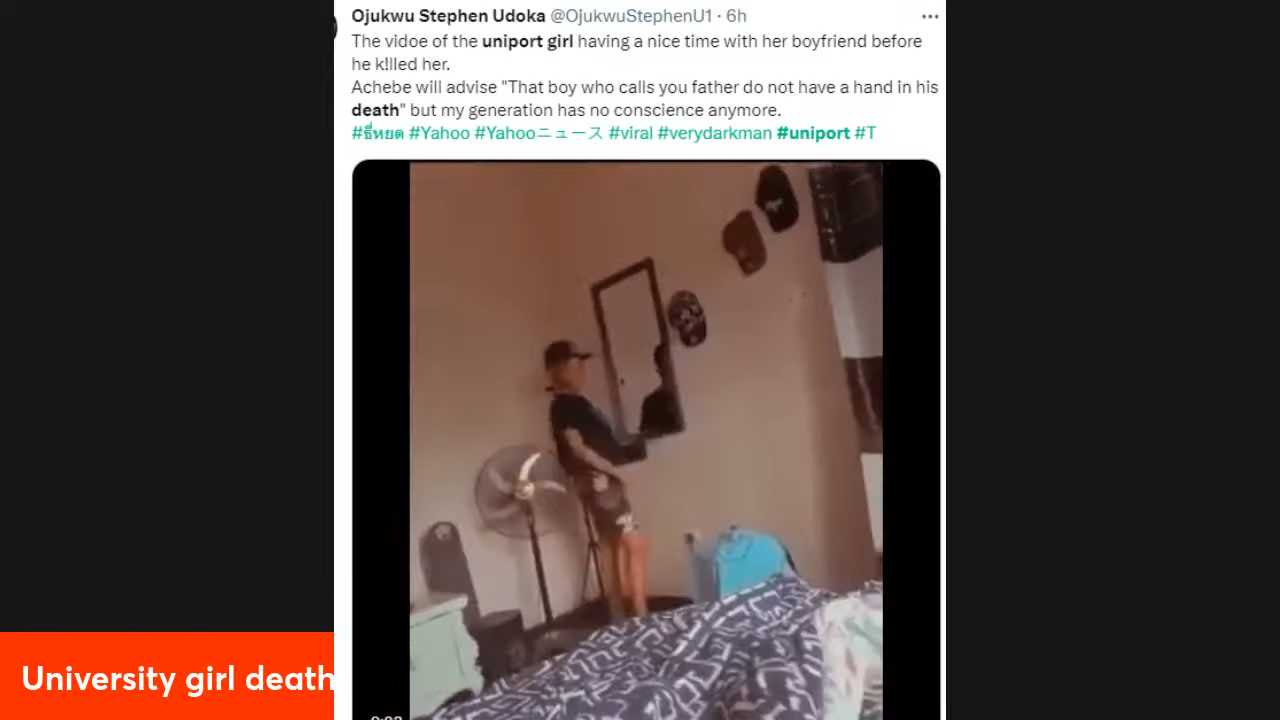 Ojukwu Stephen Udoka @OjukwuStephenU1 · 6h
The vidoe of the uniport girl having a nice time with her boyfriend before
he k!lled her.
Achebe will advise "That boy who calls you father do not have a hand in his
death" but my generation has no conscience anymore.
#ธี่หยด #Yahoo #Yahooニュース #viral #verydarkman #uniport #T
University girl death